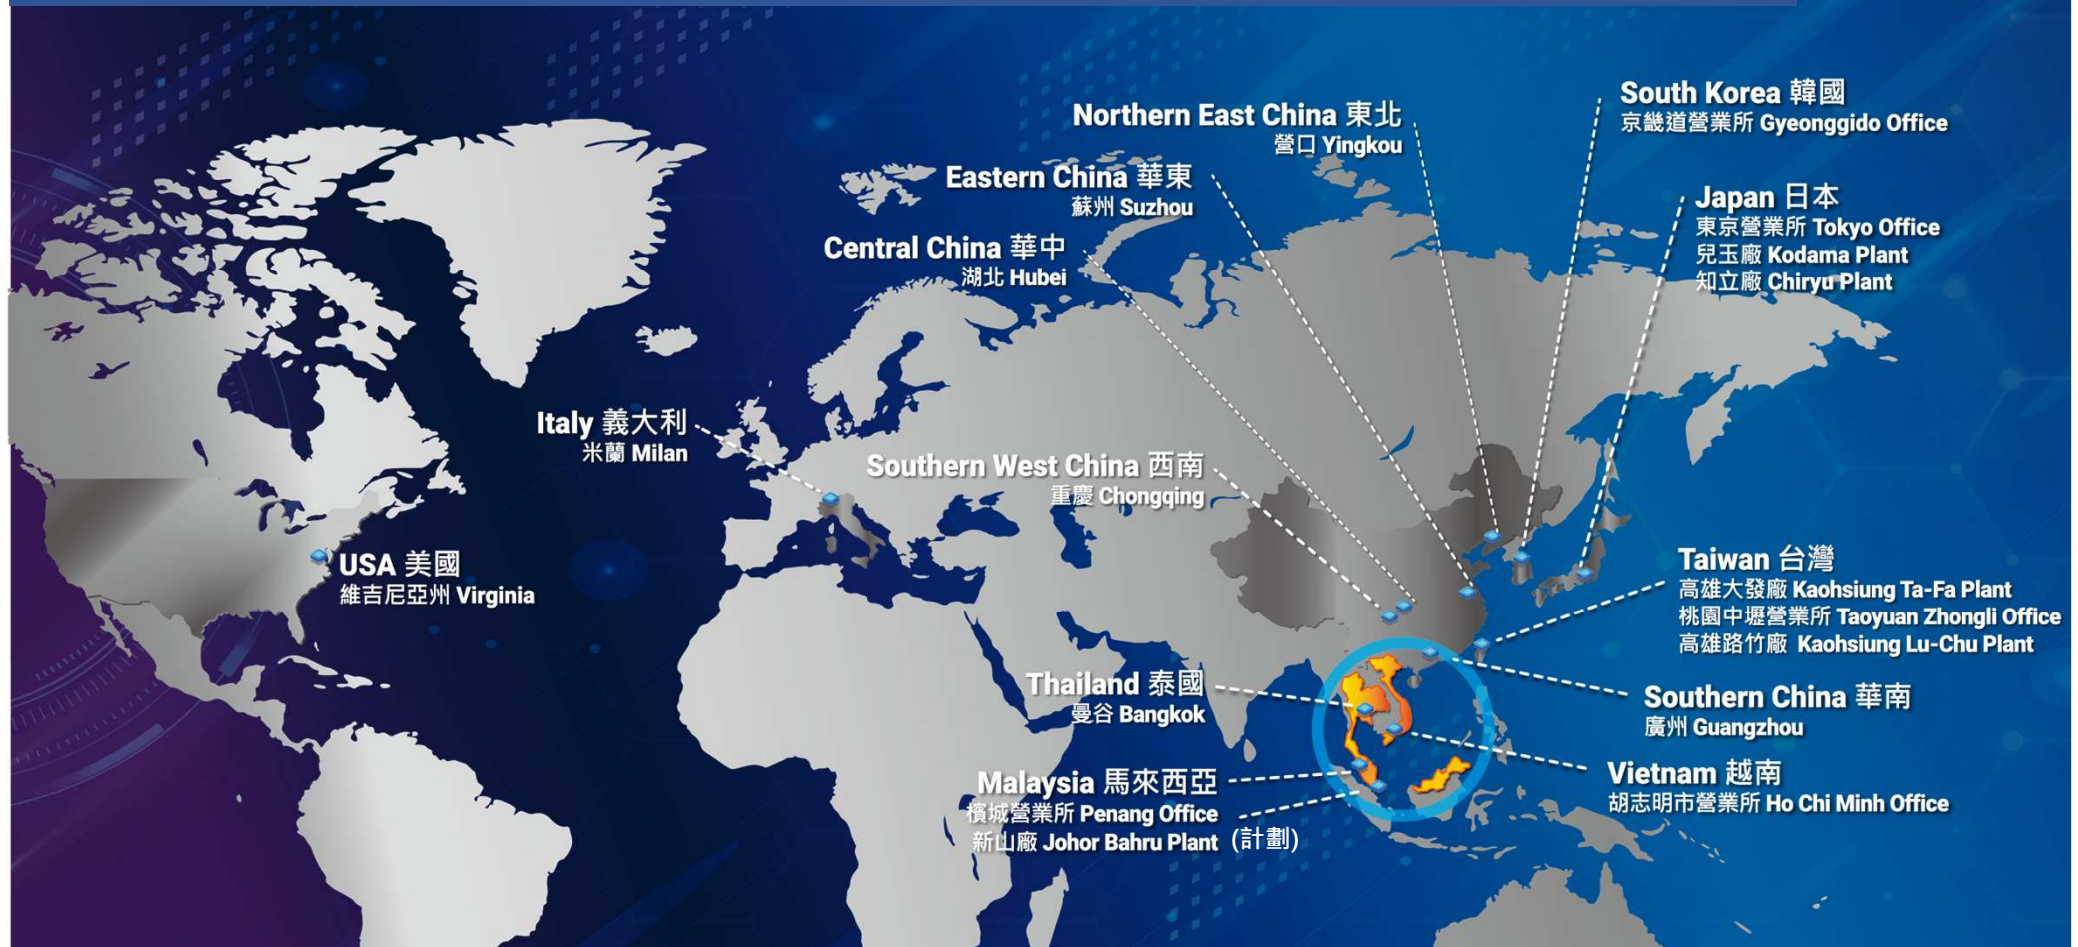 South Korea 韓國
京畿道營業所 Gyeonggido Office
Northern East China 東北
營口 Yingkou
Eastern China 華東
蘇州 Suzhou
Japan 日本
東京營業所 Tokyo Office
兒玉廠 Kodama Plant
知立廠 Chiryu Plant
Central China 華中
湖北 Hubei
Italy 義大利
米蘭 Milan
Southern West China 西南
重慶 Chongqing
USA 美國
維吉尼亞州 Virginia
Taiwan 台灣
高雄大發廠 Kaohsiung Ta-Fa Plant
桃園中壢營業所 Taoyuan Zhongli Office
高雄路竹廠 Kaohsiung Lu-Chu Plant
Thailand 泰國
曼谷 Bangkok
Southern China 華南
廣州 Guangzhou
Malaysia 馬來西亞
檳城營業所 Penang Office
新山廠 Johor Bahru Plant (計劃)
Vietnam 越南
胡志明市營業所 Ho Chi Minh Office